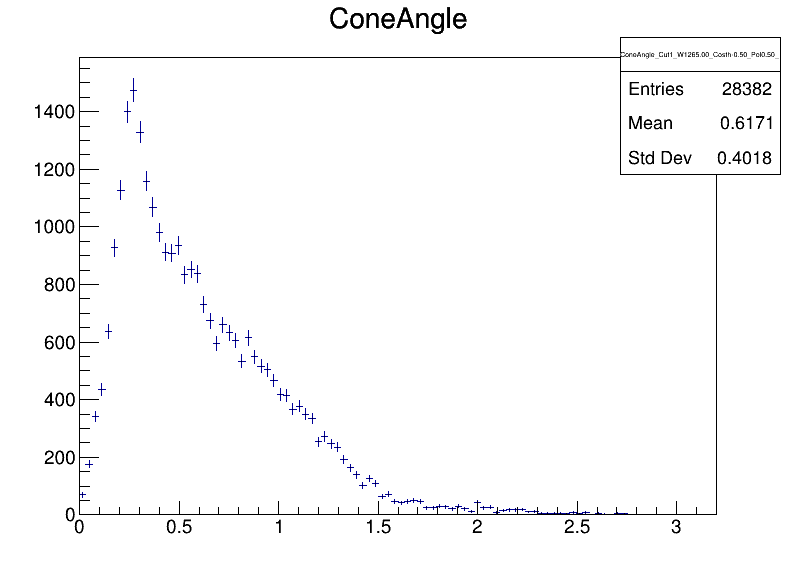 ConeAngle
ConeAngle_Cut1_W1265.00_Costh-0.50_Pol0.50_
Entries 28382
Mean 0.6171
Std Dev 0.4018
1400
1200
1000
800
600
400
200
0
0 0.5 1 1.5 2 2.5 3